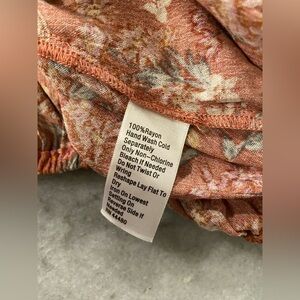 100%Rayon
Hand Wash Cold
Separately
Only Non-Chlorine
Bleach If Needed
Do Not Twist Or
Wring
Reshape Lay Flat To
Dry
Iron On Lowest
Setting On
Reverse Side If
Needed